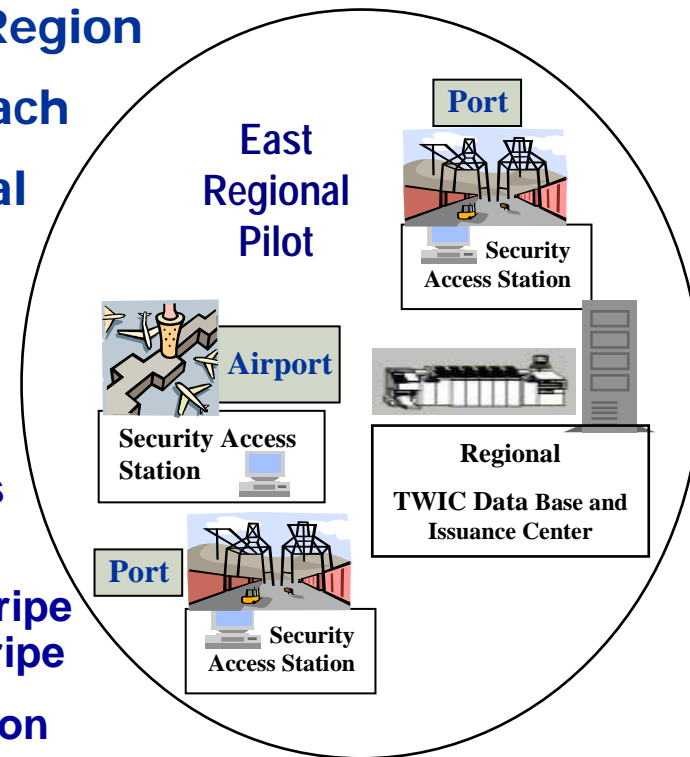 Region
ach
al
s
ripe
ripe
on
East
Regional
Pilot
Port
Security
Access Station
Airport
Security Access
Station
Regional
TWIC Data Base and
Issuance Center
Port
Security
Access Station